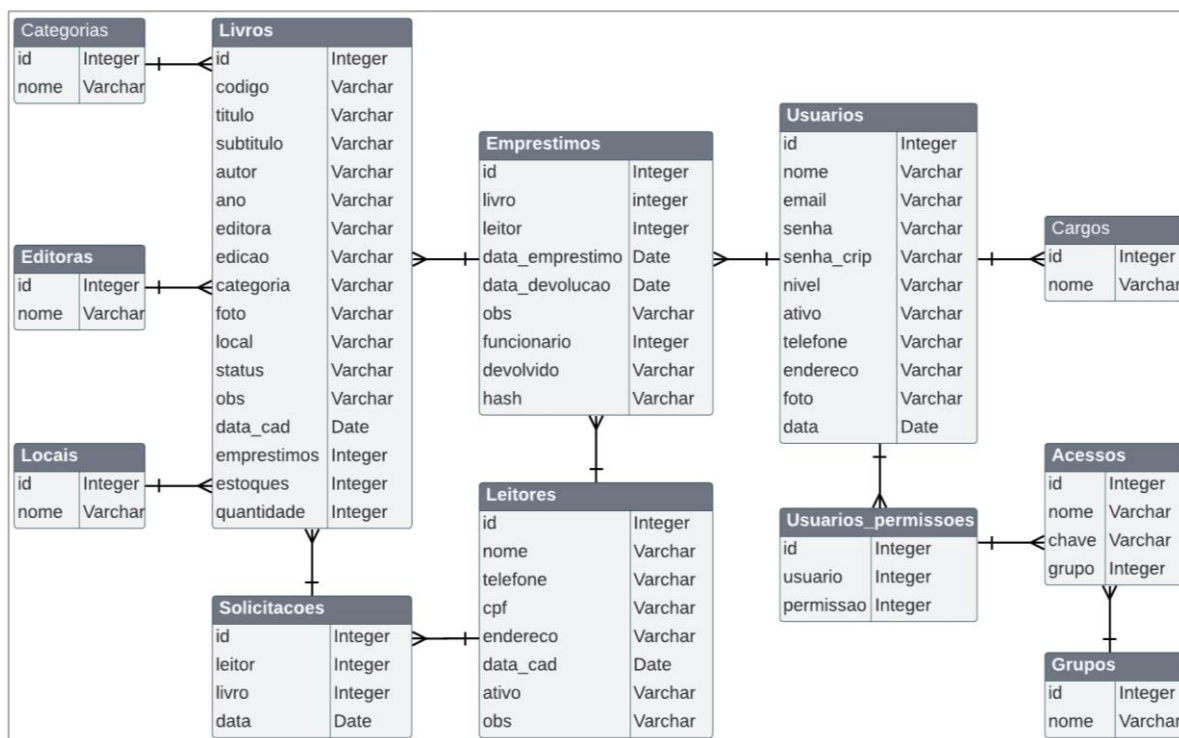 Categorias
id Integer
nome Varchar
Livros
id Integer
codigo Varchar
titulo Varchar
subtitulo Varchar
autor Varchar
ano Varchar
editora Varchar
edicao Varchar
categoria Varchar
foto Varchar
local Varchar
status Varchar
obs Varchar
data_cad Date
emprestimos Integer
estoques Integer
quantidade Integer
Editoras
id Integer
nome Varchar
Locais
id Integer
nome Varchar
Solicitacoes
id Integer
leitor Integer
livro Integer
data Date
Emprestimos
id Integer
livro integer
leitor Integer
data_emprestimo Date
data_devolucao Date
obs Varchar
funcionario Integer
devolvido Varchar
hash Varchar
Leitores
id Integer
nome Varchar
telefone Varchar
cpf Varchar
endereco Varchar
data_cad Date
ativo Varchar
obs Varchar
Usuarios
id Integer
nome Varchar
email Varchar
senha Varchar
senha_crip Varchar
nivel Varchar
ativo Varchar
telefone Varchar
endereco Varchar
foto Varchar
data Date
Usuarios_permissoes
id Integer
usuario Integer
permissao Integer
Cargos
id Integer
nome Varchar
Acessos
id Integer
nome Varchar
chave Varchar
grupo Integer
Grupos
id Integer
nome Varchar